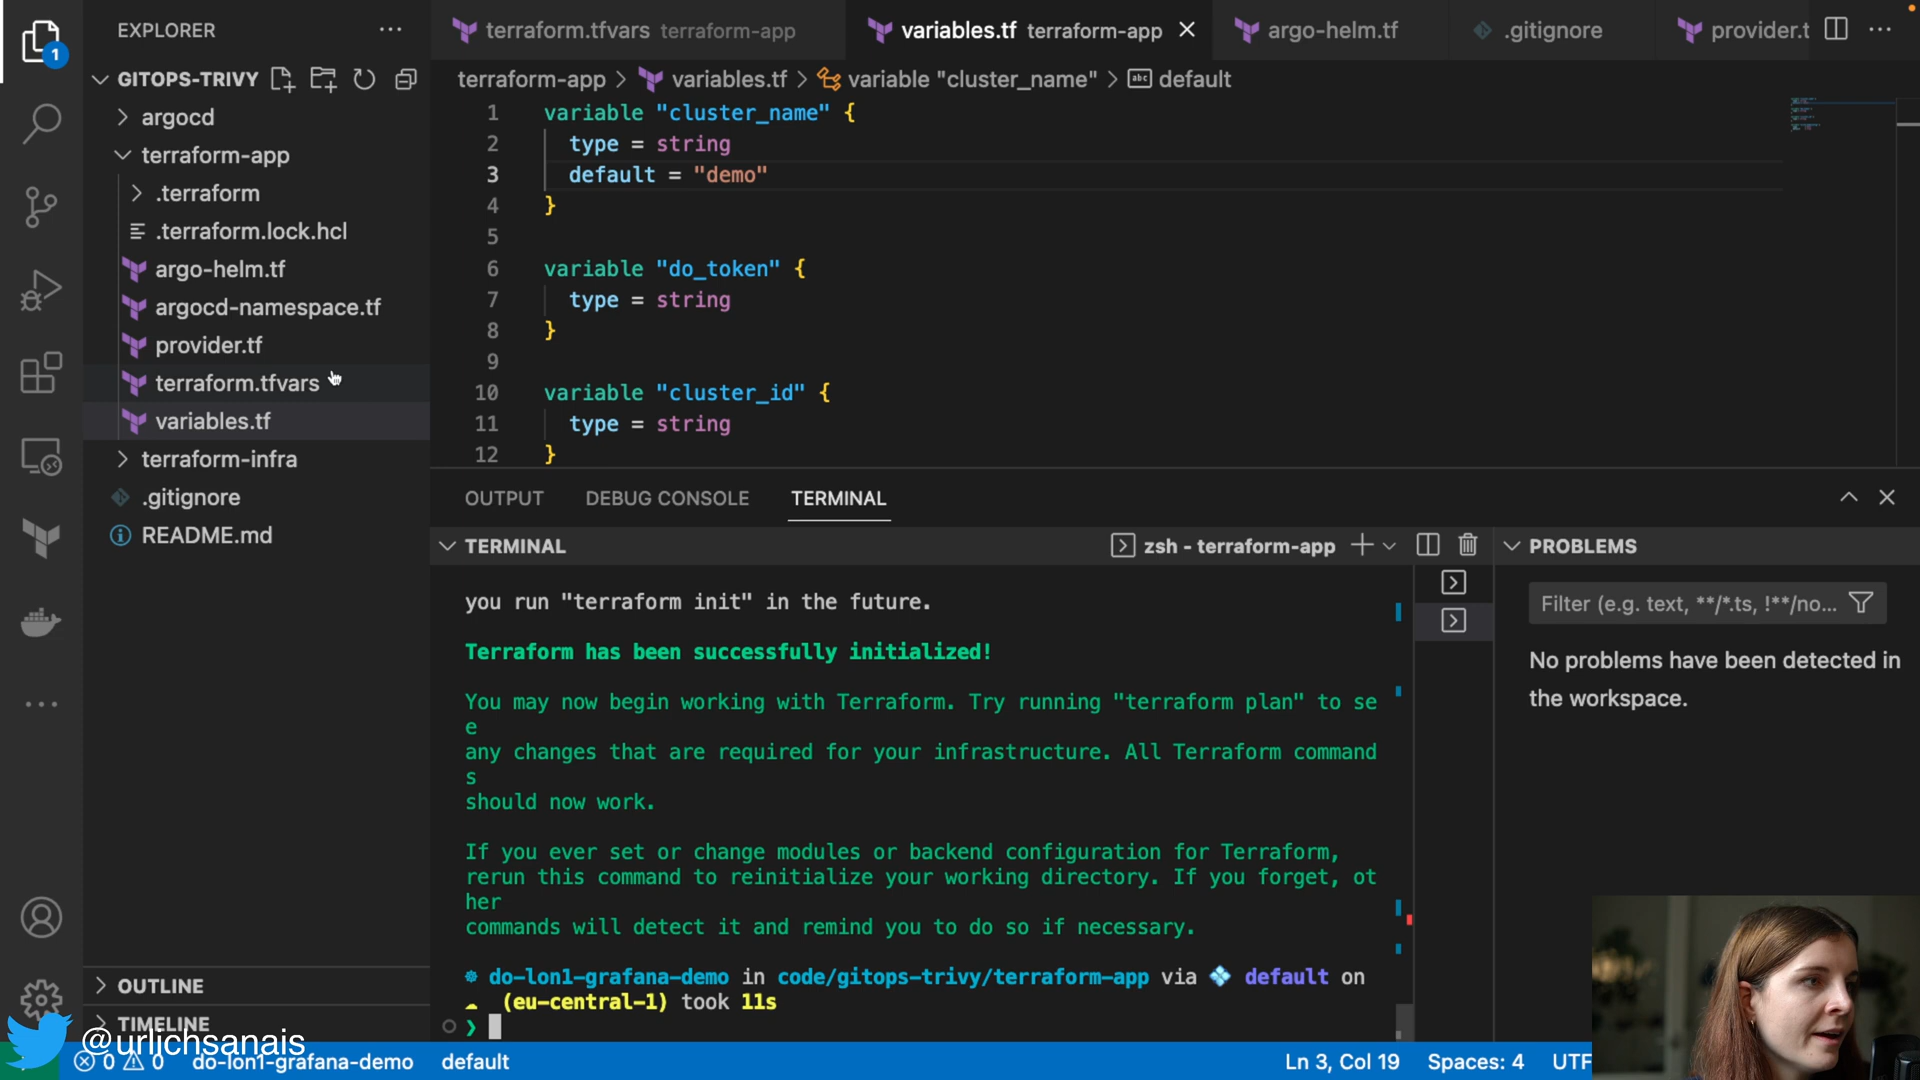 EXPLORER
terraform.tfvars terraform-app
variables.tf terraform-app
argo-helm.tf
.gitignore
provider.t
1
GITOPS-TRIVY
terraform-app > variables.tf > variable "cluster_name" > abc default
argocd
terraform-app
.terraform
.terraform.lock.hcl
argo-helm.tf
argocd-namespace.tf
provider.tf
terraform.tfvars
variables.tf
terraform-infra
.gitignore
README.md
1 variable "cluster_name" {
2 type = string
3 default = "demo"
4 }
5
6 variable "do_token" {
7 type = string
8 }
9
10 variable "cluster_id" {
11 type = string
12 }
OUTPUT DEBUG CONSOLE TERMINAL
TERMINAL
zsh - terraform-app
PROBLEMS
you run "terraform init" in the future.
Terraform has been successfully initialized!
You may now begin working with Terraform. Try running "terraform plan" to se
e
any changes that are required for your infrastructure. All Terraform command
s
should now work.
If you ever set or change modules or backend configuration for Terraform,
rerun this command to reinitialize your working directory. If you forget, ot
her
commands will detect it and remind you to do so if necessary.
do-lon1-grafana-demo in code/gitops-trivy/terraform-app via default on
(eu-central-1) took 11s
❯
Filter (e.g. text, **/*.ts, !**/no...
No problems have been detected in
the workspace.
OUTLINE
TIMELINE
@urlichsanais
0 0 do-lon1-grafana-demo default
Ln 3, Col 19 Spaces: 4 UTF